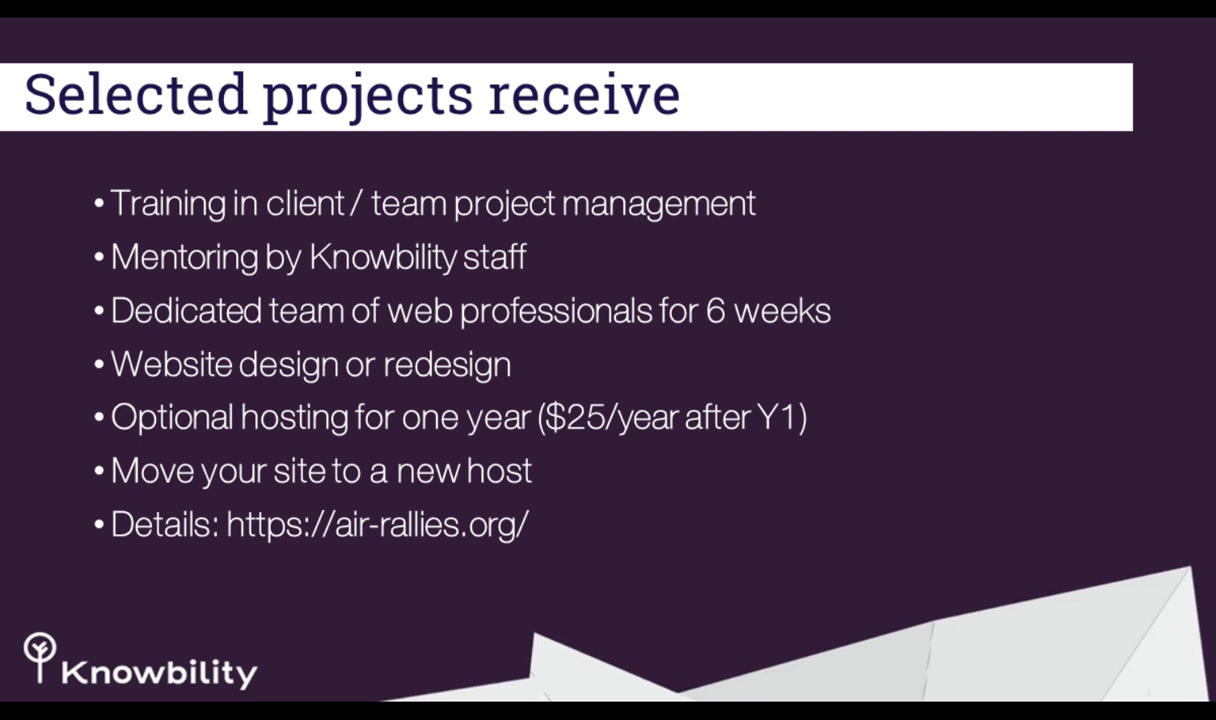 Selected projects receive
• Training in client / team project management
• Mentoring by Knowbility staff
• Dedicated team of web professionals for 6 weeks
• Website design or redesign
• Optional hosting for one year ($25/year after Y1)
• Move your site to a new host
• Details: https://air-rallies.org/
Knowbility